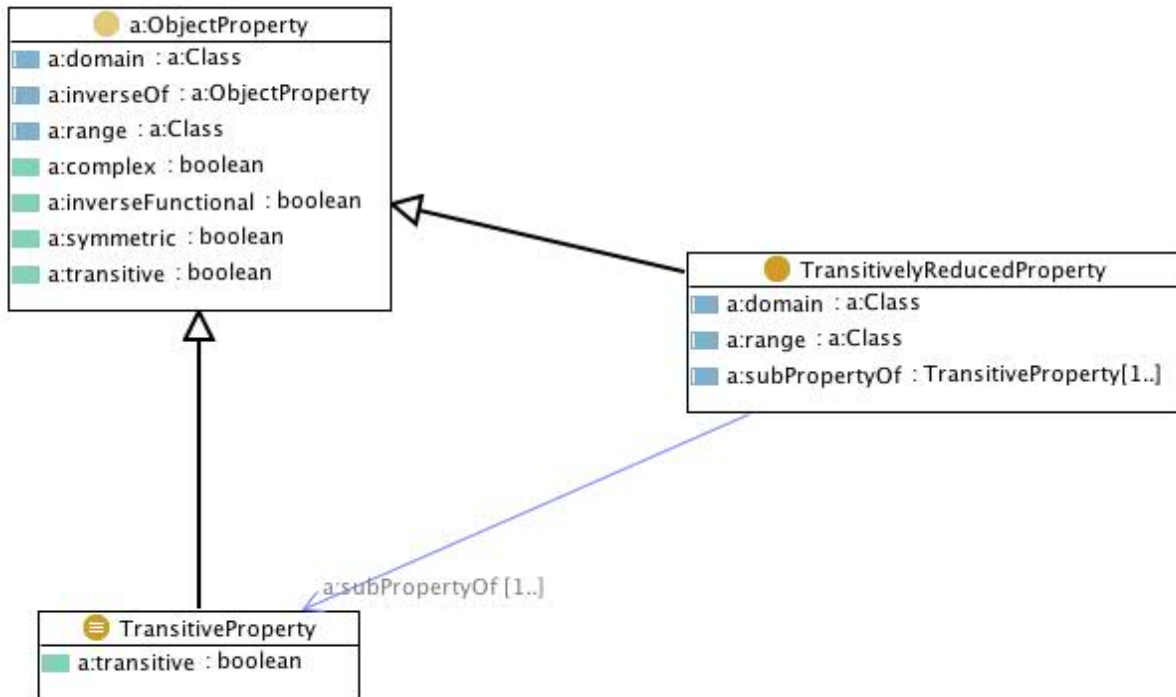 a:ObjectProperty
a:domain : a:Class
a:inverseOf : a:ObjectProperty
a:range : a:Class
a:complex : boolean
a:inverseFunctional : boolean
a:symmetric : boolean
a:transitive : boolean
TransitivelyReducedProperty
a:domain : a:Class
a:range : a:Class
a:subPropertyOf : TransitiveProperty[1..]
a:subPropertyOf [1..]
TransitiveProperty
a:transitive : boolean